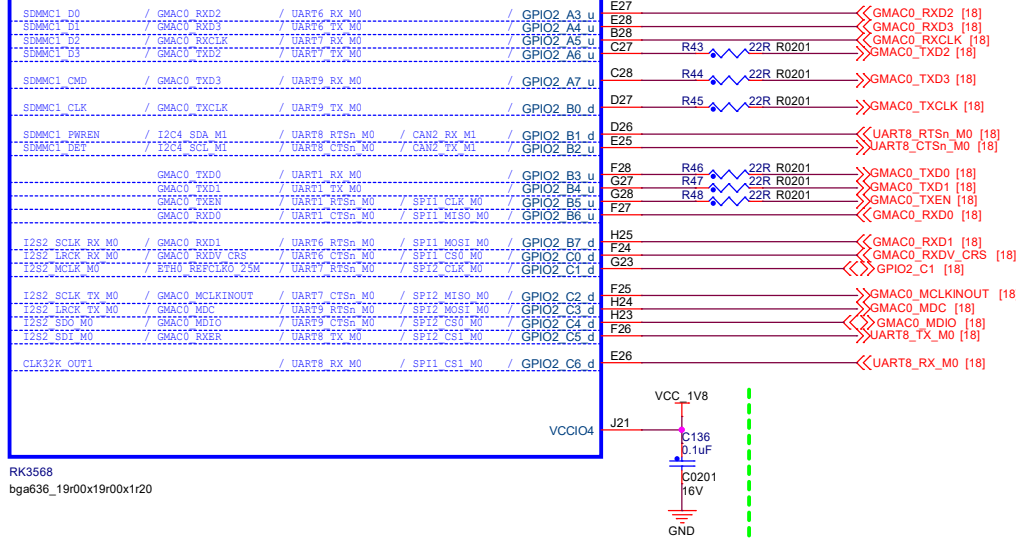 SDMMC1_D0 / GMAC0_RXD2 / UART6_RX_M0 / GPIO2_A3_u E27 GMAC0_RXD2 [18]
SDMMC1_D1 / GMAC0_RXD3 / UART6_TX_M0 / GPIO2_A4_u E28 GMAC0_RXD3 [18]
SDMMC1_D2 / GMAC0_RXCLK / UART7_RX_M0 / GPIO2_A5_u B28 GMAC0_RXCLK [18]
SDMMC1_D3 / GMAC0_TXD2 / UART7_TX_M0 / GPIO2_A6_u C27 R43 22R R0201 GMAC0_TXD2 [18]
SDMMC1_CMD / GMAC0_TXD3 / UART9_RX_M0 / GPIO2_A7_u C28 R44 22R R0201 GMAC0_TXD3 [18]
SDMMC1_CLK / GMAC0_TXCLK / UART9_TX_M0 / GPIO2_B0_d D27 R45 22R R0201 GMAC0_TXCLK [18]
SDMMC1_PWREN / I2C4_SDA_M1 / UART8_RTSn_M0 / CAN2_RX_M1 / GPIO2_B1_d D26 UART8_RTSn_M0 [18]
SDMMC1_DET / I2C4_SCL_M1 / UART8_CTSn_M0 / CAN2_TX_M1 / GPIO2_B2_u E25 UART8_CTSn_M0 [18]
GMAC0_TXD0 / UART1_RX_M0 / GPIO2_B3_u F28 R46 22R R0201 GMAC0_TXD0 [18]
GMAC0_TXD1 / UART1_TX_M0 / GPIO2_B4_u G27 R47 22R R0201 GMAC0_TXD1 [18]
GMAC0_TXEN / UART1_RTSn_M0 / SPI1_CLK_M0 / GPIO2_B5_u G28 R48 22R R0201 GMAC0_TXEN [18]
GMAC0_RXD0 / UART1_CTSn_M0 / SPI1_MISO_M0 / GPIO2_B6_u F27 GMAC0_RXD0 [18]
I2S2_SCLK_RX_M0 / GMAC0_RXD1 / UART6_RTSn_M0 / SPI1_MOSI_M0 / GPIO2_B7_d H25 GMAC0_RXD1 [18]
I2S2_LRCK_RX_M0 / GMAC0_RXDV_CRS / UART6_CTSn_M0 / SPI1_CS0_M0 / GPIO2_C0_d F24 GMAC0_RXDV_CRS [18]
I2S2_MCLK_M0 / ETH0_REFCLKO_25M / UART7_RTSn_M0 / SPI2_CLK_M0 / GPIO2_C1_d G23 GPIO2_C1 [18]
I2S2_SCLK_TX_M0 / GMAC0_MCLKINOUT / UART7_CTSn_M0 / SPI2_MISO_M0 / GPIO2_C2_d F25 GMAC0_MCLKINOUT [18
I2S2_LRCK_TX_M0 / GMAC0_MDC / UART9_RTSn_M0 / SPI2_MOSI_M0 / GPIO2_C3_d H24 GMAC0_MDC [18]
I2S2_SDO_M0 / GMAC0_MDIO / UART9_CTSn_M0 / SPI2_CS0_M0 / GPIO2_C4_d H23 GMAC0_MDIO [18]
I2S2_SDI_M0 / GMAC0_RXER / UART8_TX_M0 / SPI2_CS1_M0 / GPIO2_C5_d F26 UART8_TX_M0 [18]
CLK32K_OUT1 / UART8_RX_M0 / SPI1_CS1_M0 / GPIO2_C6_d E26 UART8_RX_M0 [18]
VCC_1V8
VCCIO4 J21
C136
0.1uF
RK3568
C0201
bga636_19r00x19r00x1r20
16V
GND